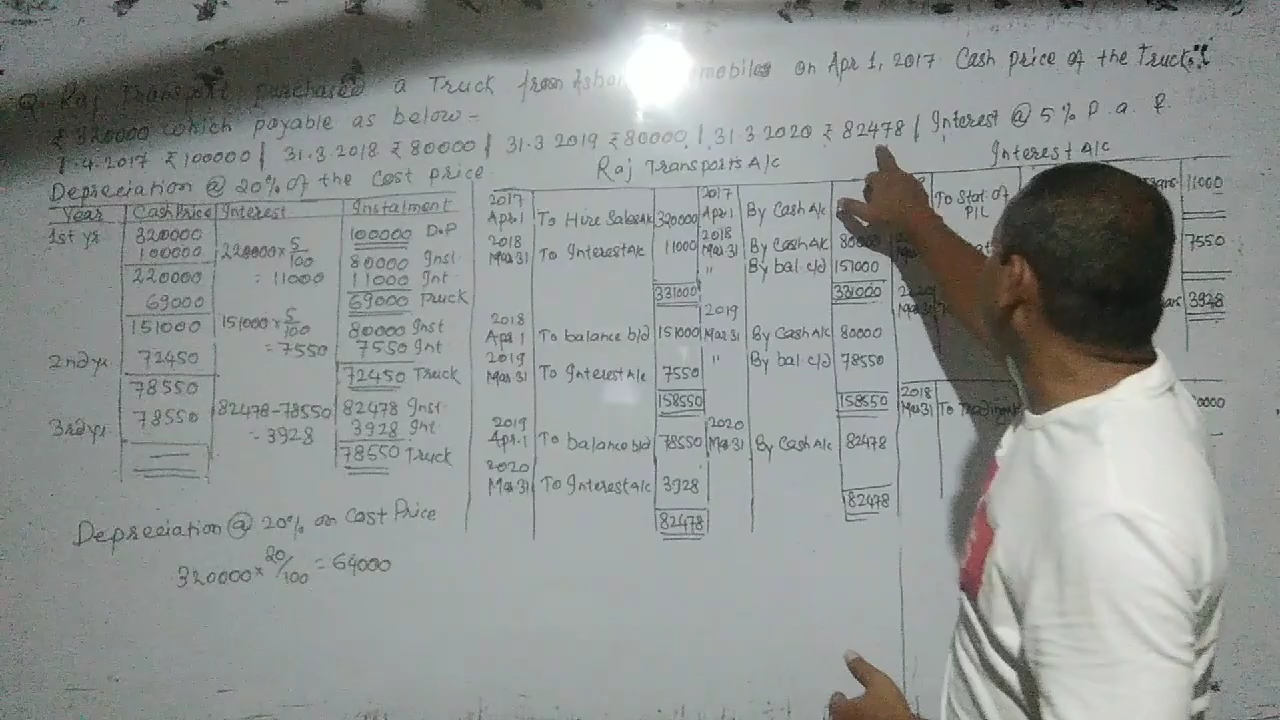 Q. Raj Transport purchased a Truck from on Apr 1, 2017. Cash price of the Truck
₹ 320000 which payable as below -
1.4.2017 ₹100000 | 31.3.2018 ₹ 80000 | 31.3 2019 ₹ 80000 | 31.3 2020 ₹ 82478 | Interest @ 5% P. a. &
Depreciation @ 20% of the Cost price
Year Cash Price Interest Instalment
1st yr 320000 100000 D.P
100000 220000 × 5/100 80000 Inst
220000 = 11000 11000 Int
69000 69000 Truck
151000 151000 × 5/100 80000 Inst
= 7550 7550 Int
2nd yr 72450 72450 Truck
78550
3rd yr 78550 82478-78550 82478 Inst
= 3928 3928 Int
78550 Truck
Depreciation @ 20% on Cost Price
320000 × 20/100 = 64000
Raj Transports A/c
2017 Apr 1 To Hire Sales A/c 320000 2017 Apr 1 By Cash A/c
2018 Mar 31 To Interest A/c 11000 2018 Mar 31 By Cash A/c 80000
" By bal c/d 151000
331000 331000
2018 Apr 1 To balance b/d 151000 2019 Mar 31 By Cash A/c 80000
2019 Mar 31 To Interest A/c 7550 " By bal c/d 78550
158550 158550
2019 Apr 1 To balance b/d 78550 2020 Mar 31 By Cash A/c 82478
2020 Mar 31 To Interest A/c 3928
82478 82478
Interest A/c
To Stat. of P/L 11000
7550
2020 Mar 31 3928
2018 Mar 31 To Trading